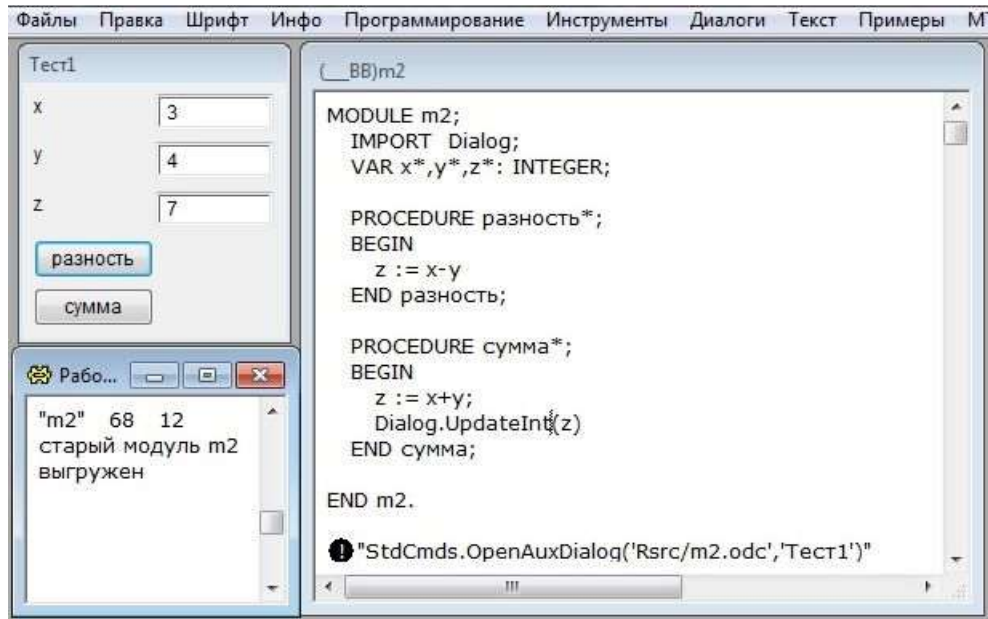 Файлы Правка Шрифт Инфо Программирование Инструменты Диалоги Текст Примеры
Тест1
x 3
y 4
z 7
разность
сумма
Рабо...
"m2" 68 12
старый модуль m2
выгружен
(__BB)m2
MODULE m2;
IMPORT Dialog;
VAR x*,y*,z*: INTEGER;
PROCEDURE разность*;
BEGIN
z := x-y
END разность;
PROCEDURE сумма*;
BEGIN
z := x+y;
Dialog.UpdateInt(z)
END сумма;
END m2.
"StdCmds.OpenAuxDialog('Rsrc/m2.odc','Тест1')"